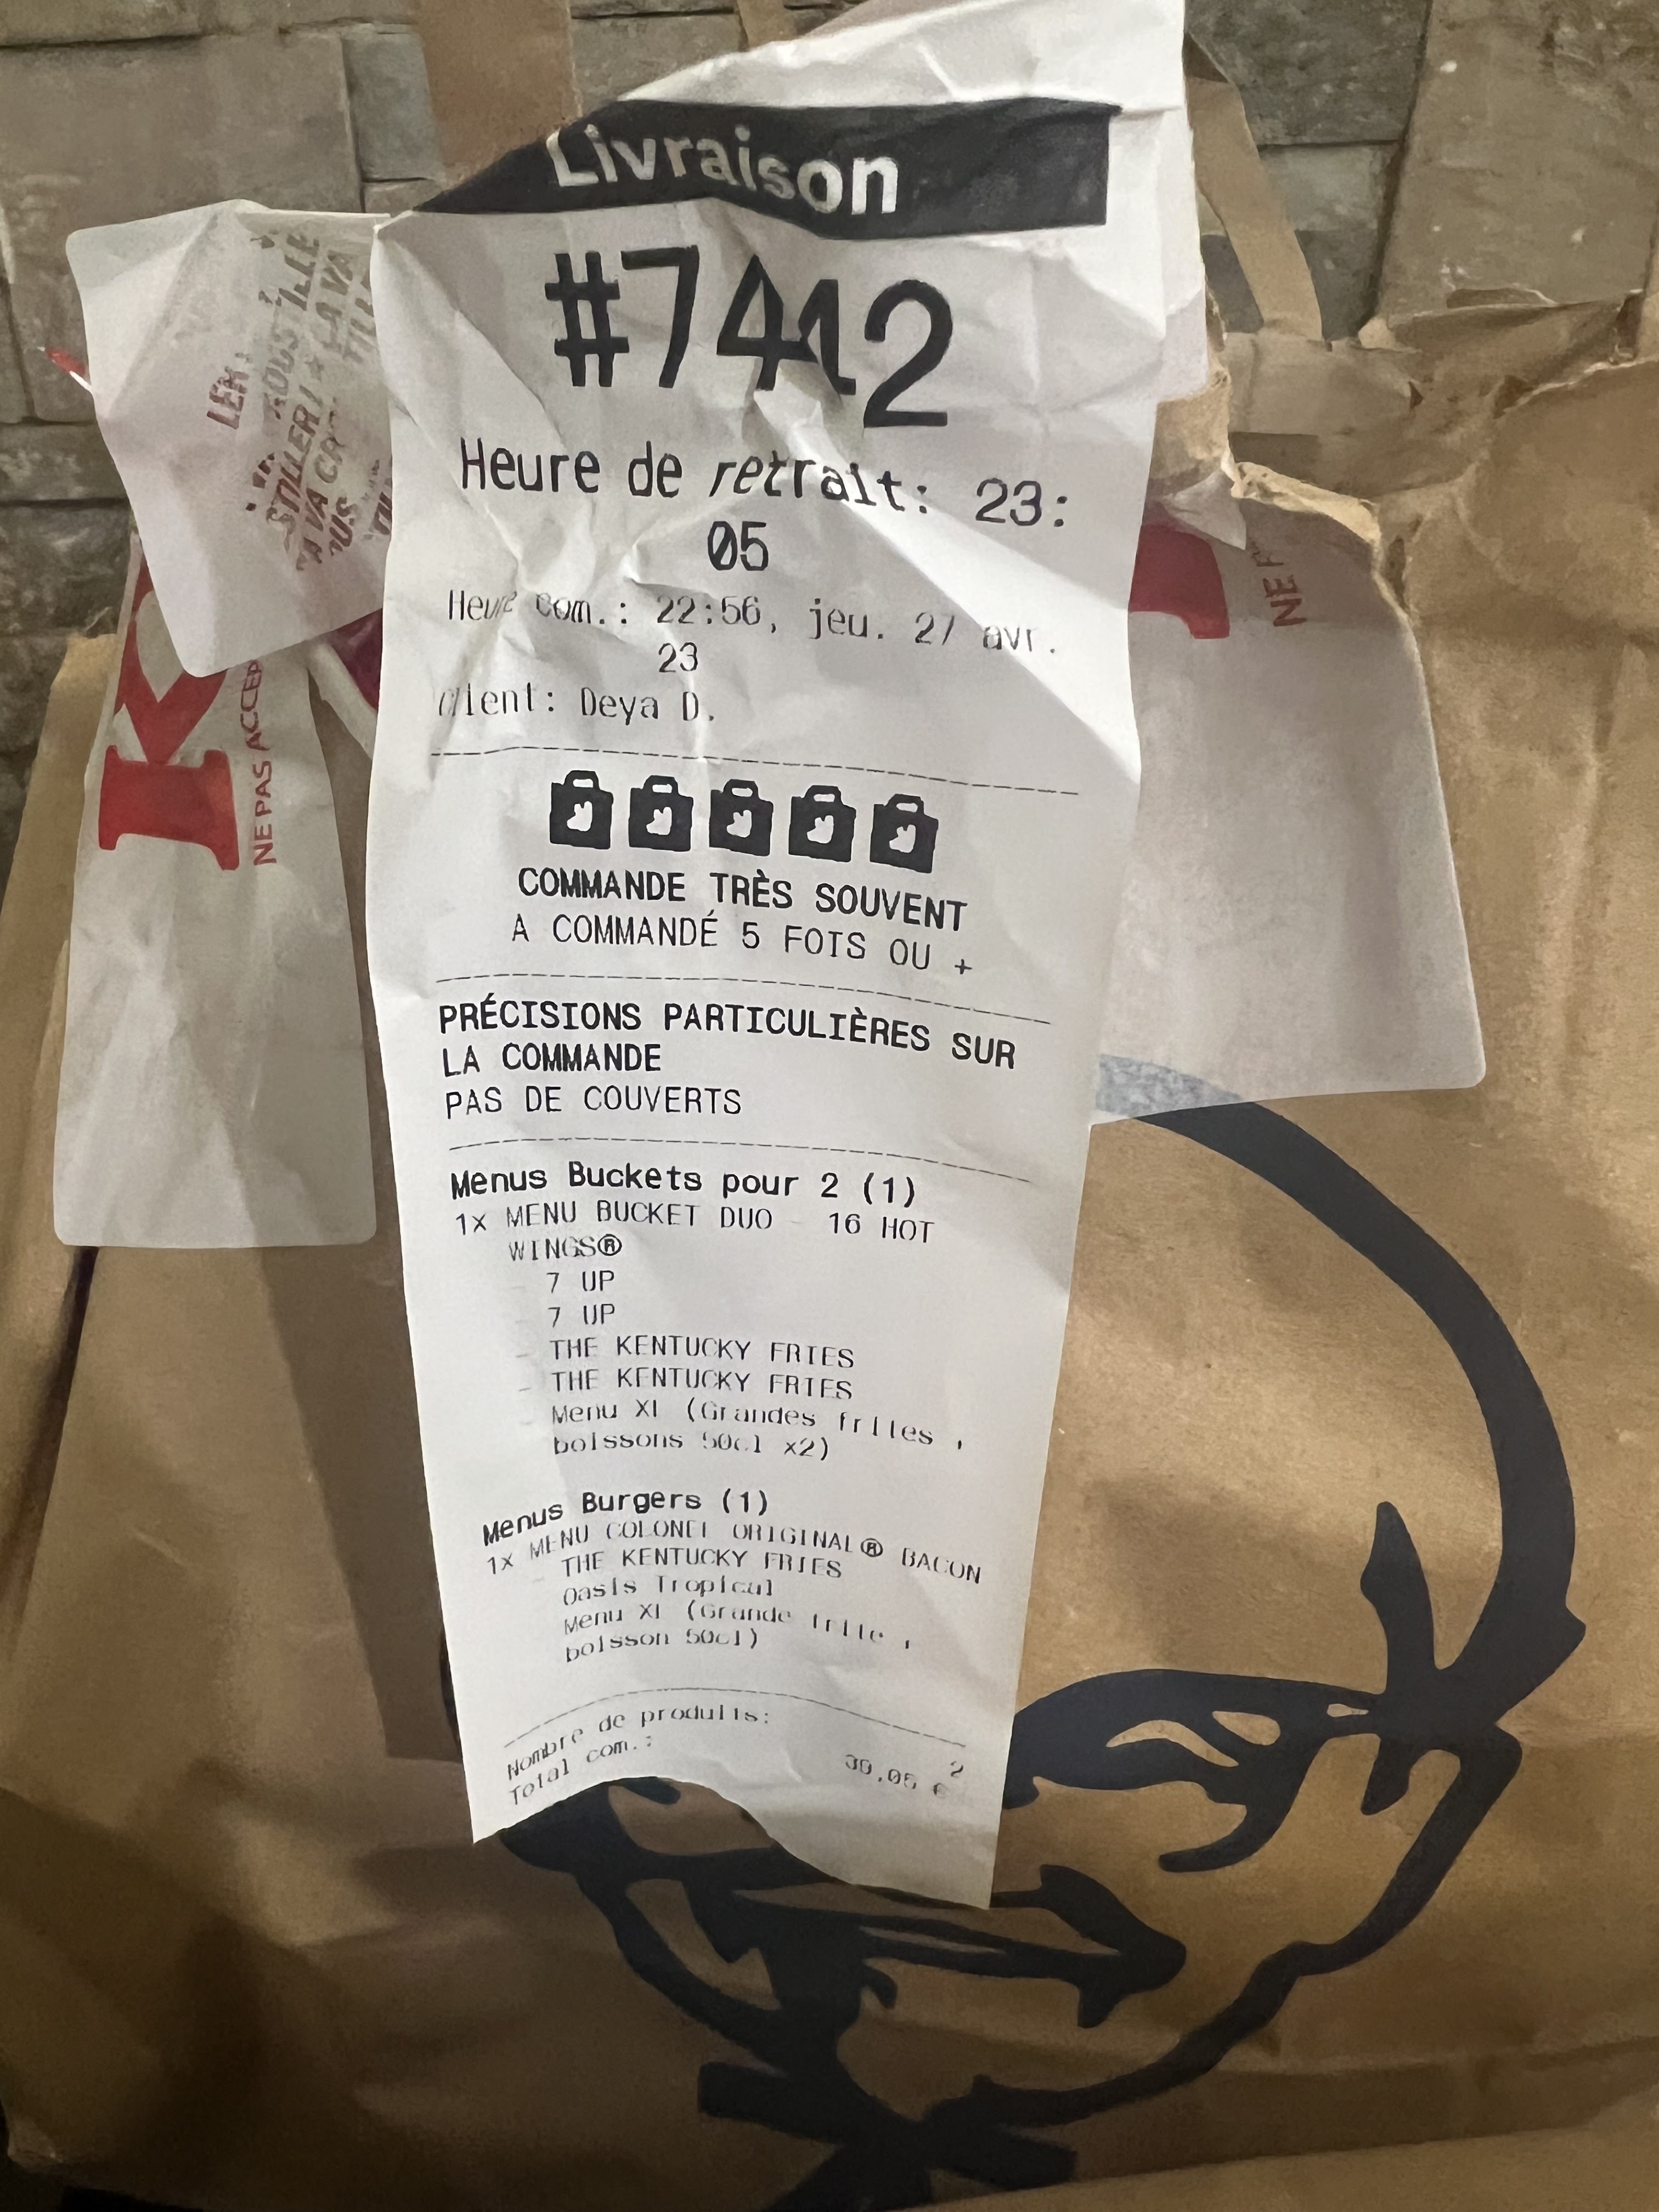 Livraison
#7412
Heure de retrait: 23:
05
Heure com.: 22:56, jeu. 27 avr.
23
Client: Deya D.
COMMANDE TRÈS SOUVENT
A COMMANDÉ 5 FOIS OU +
PRÉCISIONS PARTICULIÈRES SUR
LA COMMANDE
PAS DE COUVERTS
Menus Buckets pour 2 (1)
1x MENU BUCKET DUO - 16 HOT
WINGS®
- 7 UP
- 7 UP
- THE KENTUCKY FRIES
- THE KENTUCKY FRIES
- Menu XL (Grandes frites ,
boissons 50cl x2)
Menus Burgers (1)
1x MENU COLONEL ORIGINAL® BACON
- THE KENTUCKY FRIES
- Oasis Tropical
- Menu XL (Grande frite ,
boisson 50cl)
Nombre de produits: 2
Total com.: €
K
NE PAS ACCEP
NE P